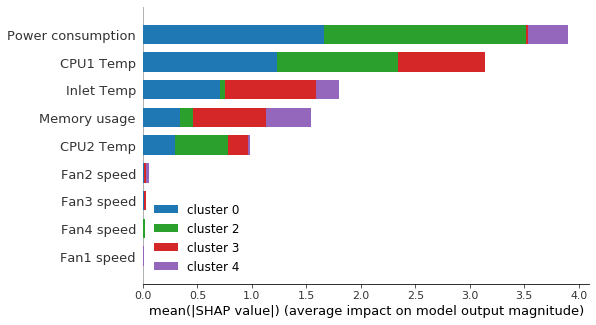 Power consumption
CPU1 Temp
Inlet Temp
Memory usage
CPU2 Temp
Fan2 speed
Fan3 speed
Fan4 speed
Fan1 speed
cluster 0
cluster 2
cluster 3
cluster 4
0.0 0.5 1.0 1.5 2.0 2.5 3.0 3.5 4.0
mean(|SHAP value|) (average impact on model output magnitude)